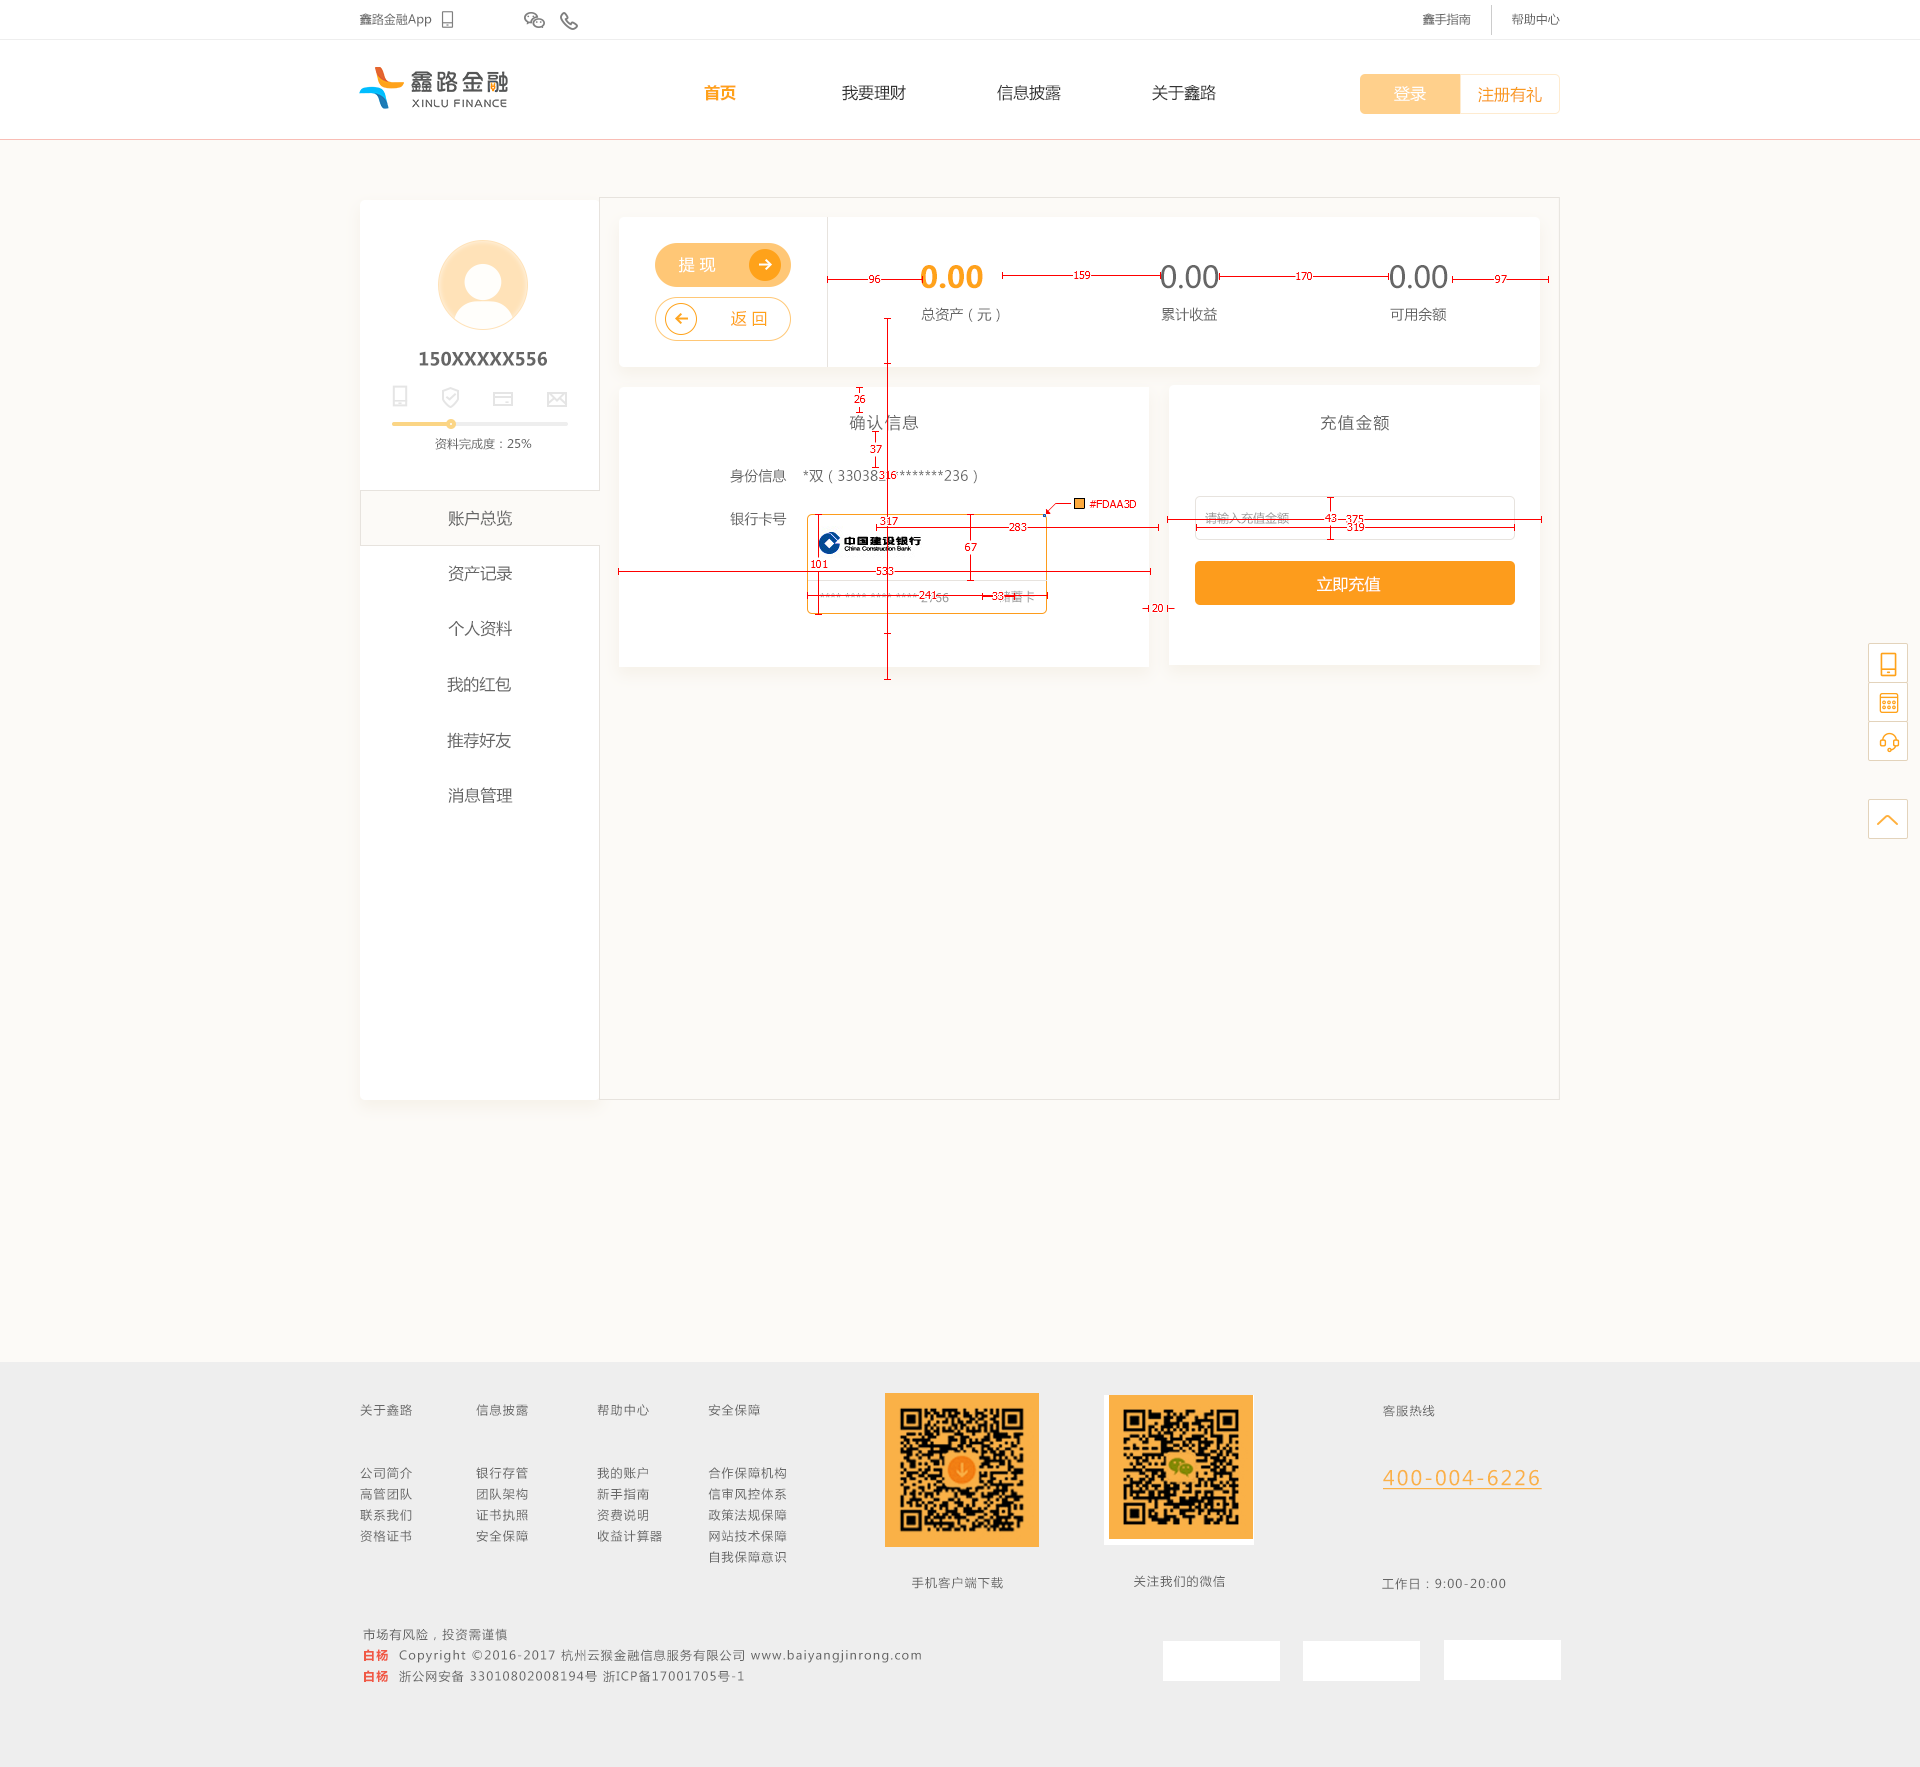 鑫路金融App
鑫手指南
帮助中心
鑫路金融
XINLU FINANCE
首页
我要理财
信息披露
关于鑫路
登录
注册有礼
150XXXXX556
资料完成度：25%
账户总览
资产记录
个人资料
我的红包
推荐好友
消息管理
提现
返回
96
0.00
159
0.00
170
0.00
97
总资产（元）
累计收益
可用余额
26
确认信息
37
身份信息
*双（33038
316
*******236）
银行卡号
317
#FDAA3D
283
中国建设银行
China Construction Bank
67
101
533
**** **** **** ****
241
33
20
充值金额
请输入充值金额
43
375
319
立即充值
关于鑫路
信息披露
帮助中心
安全保障
公司简介
高管团队
联系我们
资格证书
银行存管
团队架构
证书执照
安全保障
我的账户
新手指南
资费说明
收益计算器
合作保障机构
信审风控体系
政策法规保障
网站技术保障
自我保障意识
手机客户端下载
关注我们的微信
客服热线
400-004-6226
工作日：9:00-20:00
市场有风险，投资需谨慎
白杨 Copyright ©2016-2017 杭州云猴金融信息服务有限公司 www.baiyangjinrong.com
白杨 浙公网安备 33010802008194号 浙ICP备17001705号-1